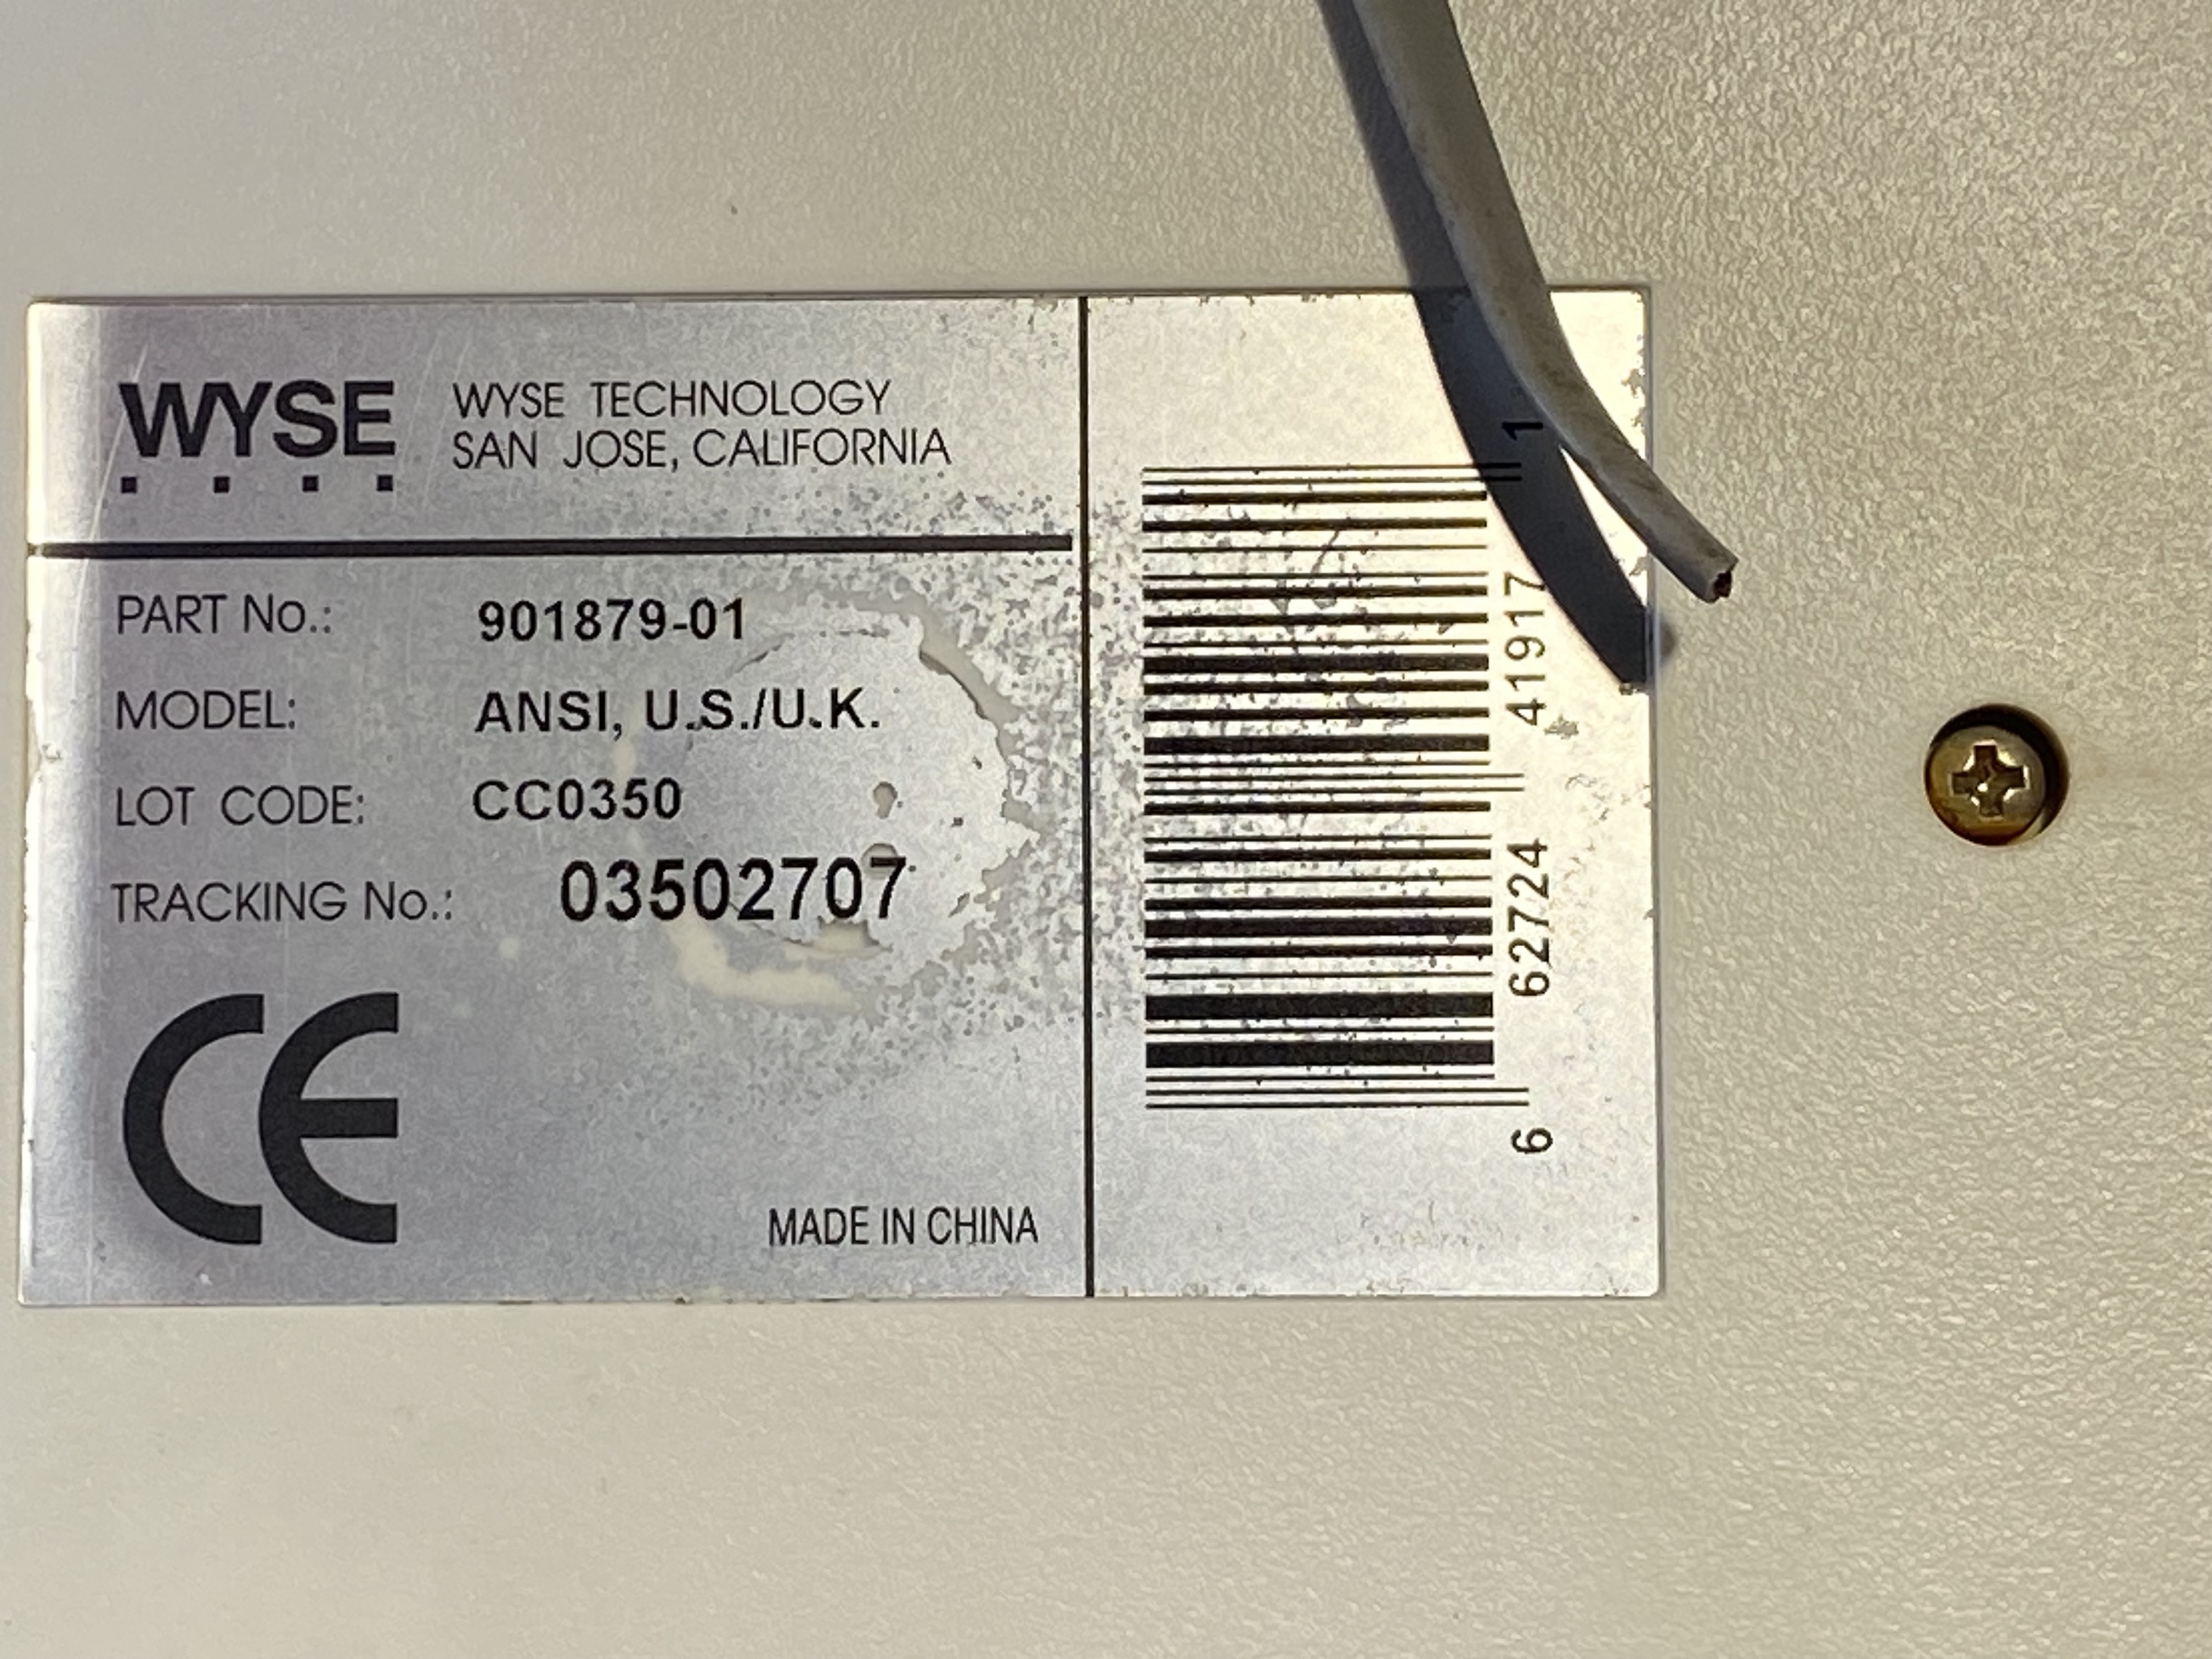 WYSE
WYSE TECHNOLOGY
SAN JOSE, CALIFORNIA
PART No.: 901879-01
MODEL: ANSI, U.S./U.K.
LOT CODE: CC0350
TRACKING No.: 03502707
CE
MADE IN CHINA
6 62724 41917 1